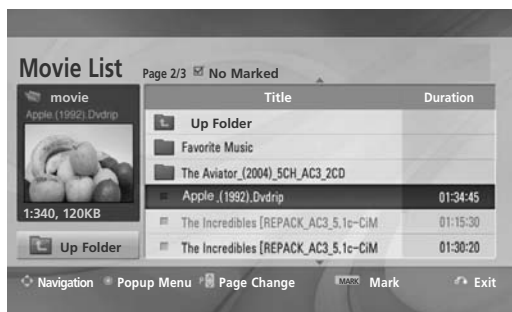 Movie List Page 2/3 No Marked
movie
Apple (1992).Dvdrip
1:340, 120KB
Up Folder
Title Duration
Up Folder
Favorite Music
The Aviator_(2004)_5CH_AC3_2CD
Apple .(1992).Dvdrip 01:34:45
The Incredibles [REPACK_AC3_5,1c-CiM 01:15:30
The Incredibles [REPACK_AC3_5,1c-CiM 01:30:20
Navigation Popup Menu Page Change MARK Mark Exit